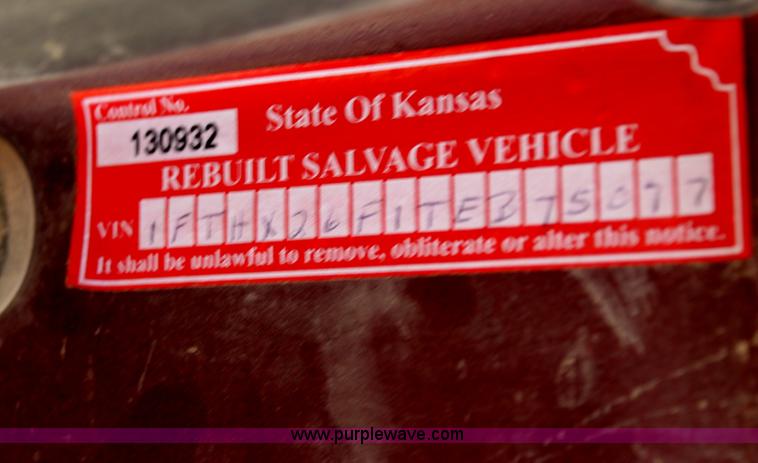 Control No.
130932
State Of Kansas
REBUILT SALVAGE VEHICLE
VIN 1FTHX26F1TEB75077
It shall be unlawful to remove, obliterate or alter this notice.
www.purplewave.com